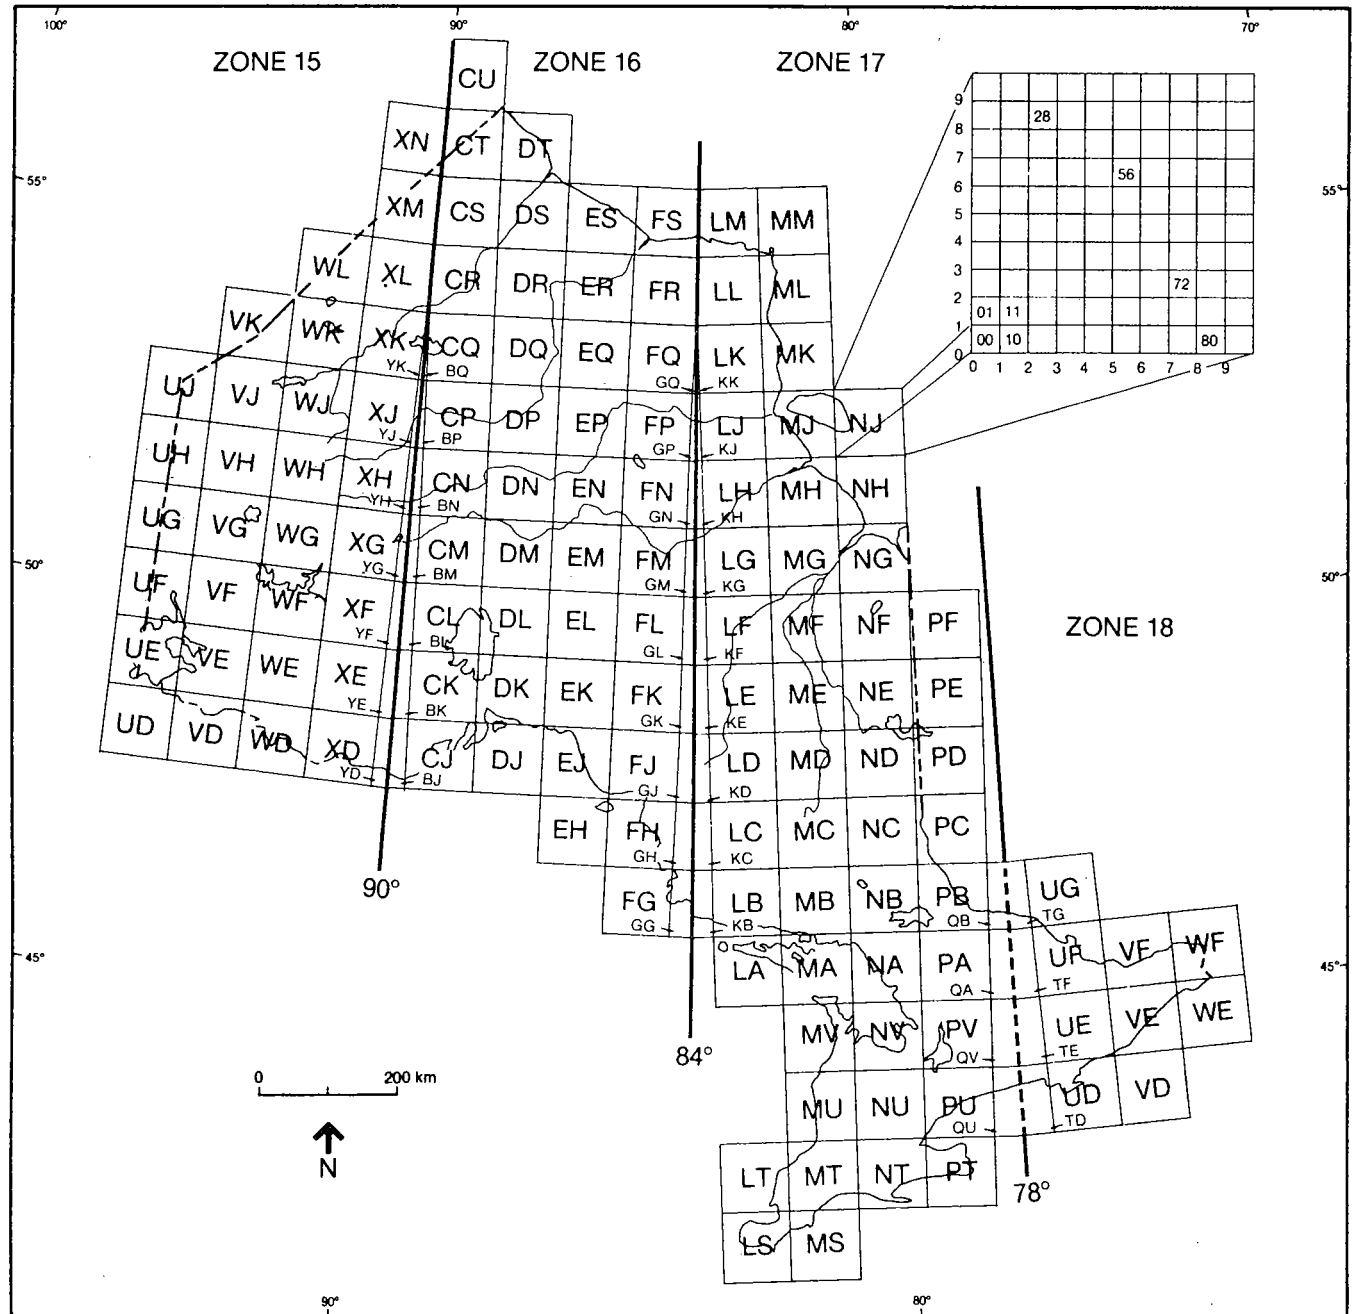 100° 90° 80° 70°
ZONE 15 ZONE 16 ZONE 17
CU
9
28
8
XN CT DT
7
56
6
55° 55°
XM CS DS ES FS LM MM
5
4
WL XL CR DR ER FR LL ML
3
72
2
01 11
1
00 10 80
0
0 1 2 3 4 5 6 7 8 9
VK WK XK CQ DQ EQ FQ LK MK
YK BQ GQ KK
UJ VJ WJ XJ CP DP EP FP LJ MJ NJ
YJ BP GP KJ
UH VH WH XH CN DN EN FN LH MH NH
YH BN GN KH
UG VG WG XG CM DM EM FM LG MG NG
YG BM GM KG
50° 50°
UF VF WF XF CL DL EL FL LF MF NF PF
YF BL GL KF
ZONE 18
UE VE WE XE CK DK EK FK LE ME NE PE
YE BK GK KE
UD VD WD XD CJ DJ EJ FJ LD MD ND PD
YD BJ GJ KD
EH FH LC MC NC PC
GH KC
90°
FG LB MB NB PB UG
GG KB QB TG
45° 45°
LA MA NA PA UF VF WF
QA TF
MV NV PV UE VE WE
QV TE
84°
0 200 km
MU NU PU UD VD
QU TD
N
LT MT NT PT
78°
LS MS
90° 80°